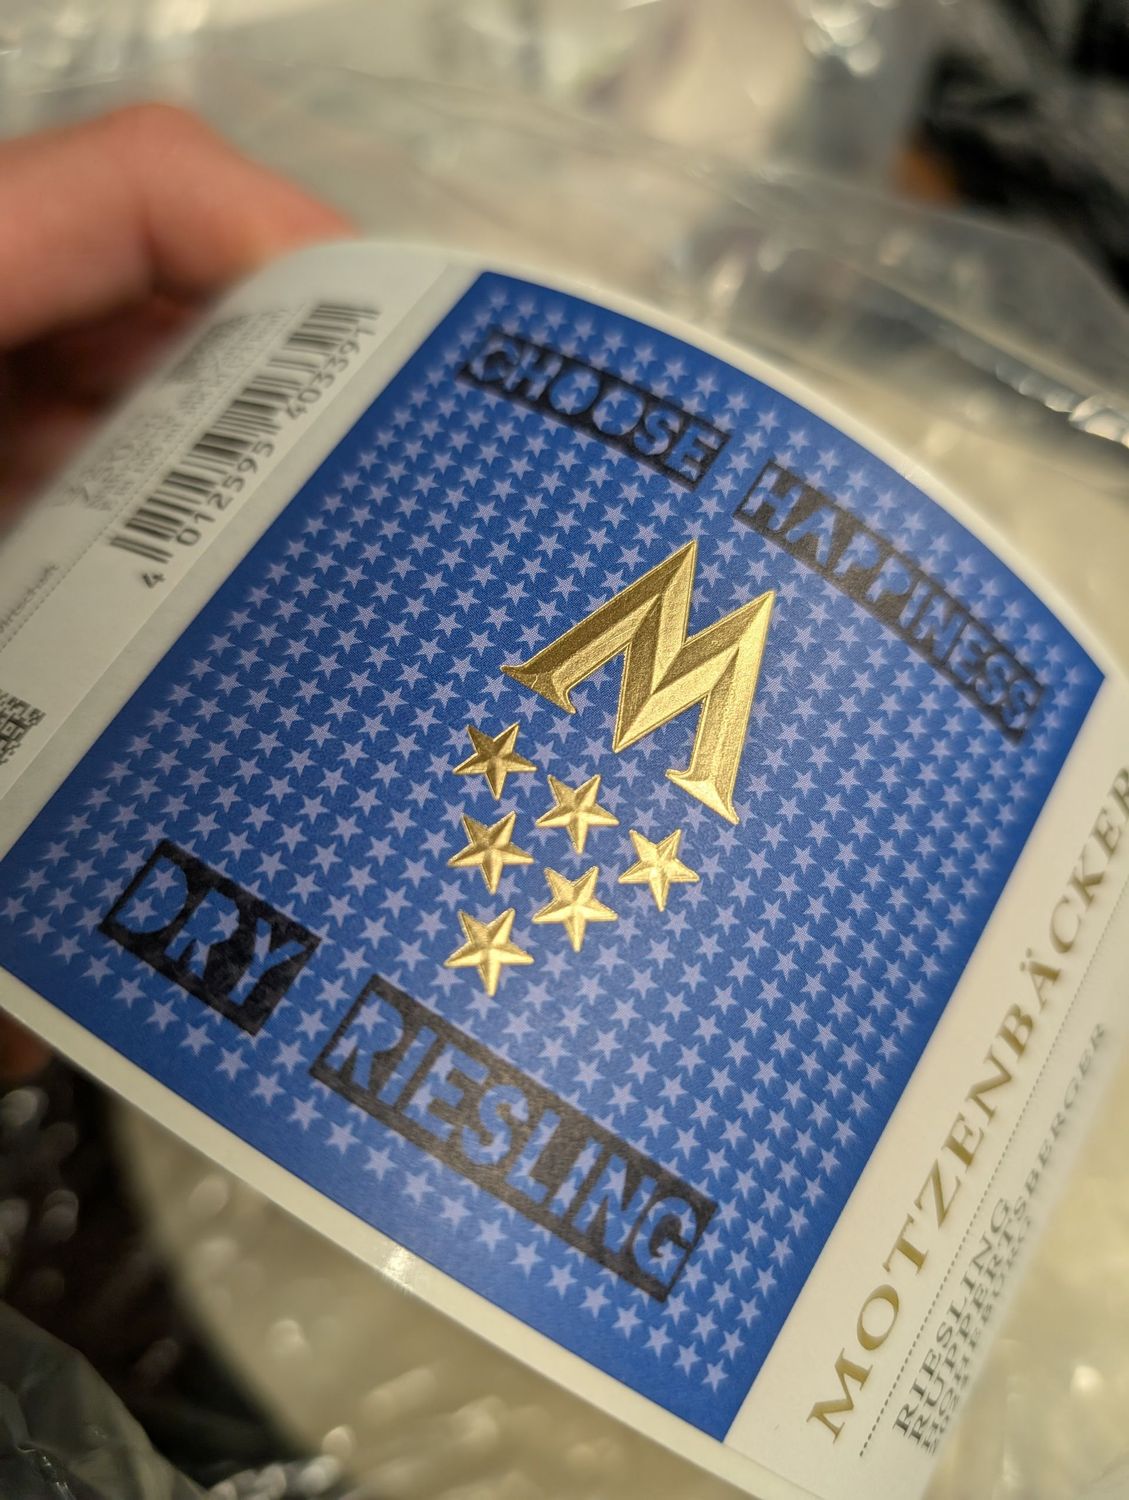 CHOOSE HAPPINESS
M
DRY RIESLING
4 012595 403391
MOTZENBÄCKER
RIESLING
RUPPERTSBERGER